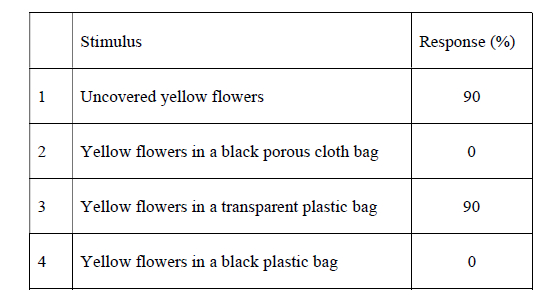 Stimulus Response (%)
1 Uncovered yellow flowers 90
2 Yellow flowers in a black porous cloth bag 0
3 Yellow flowers in a transparent plastic bag 90
4 Yellow flowers in a black plastic bag 0